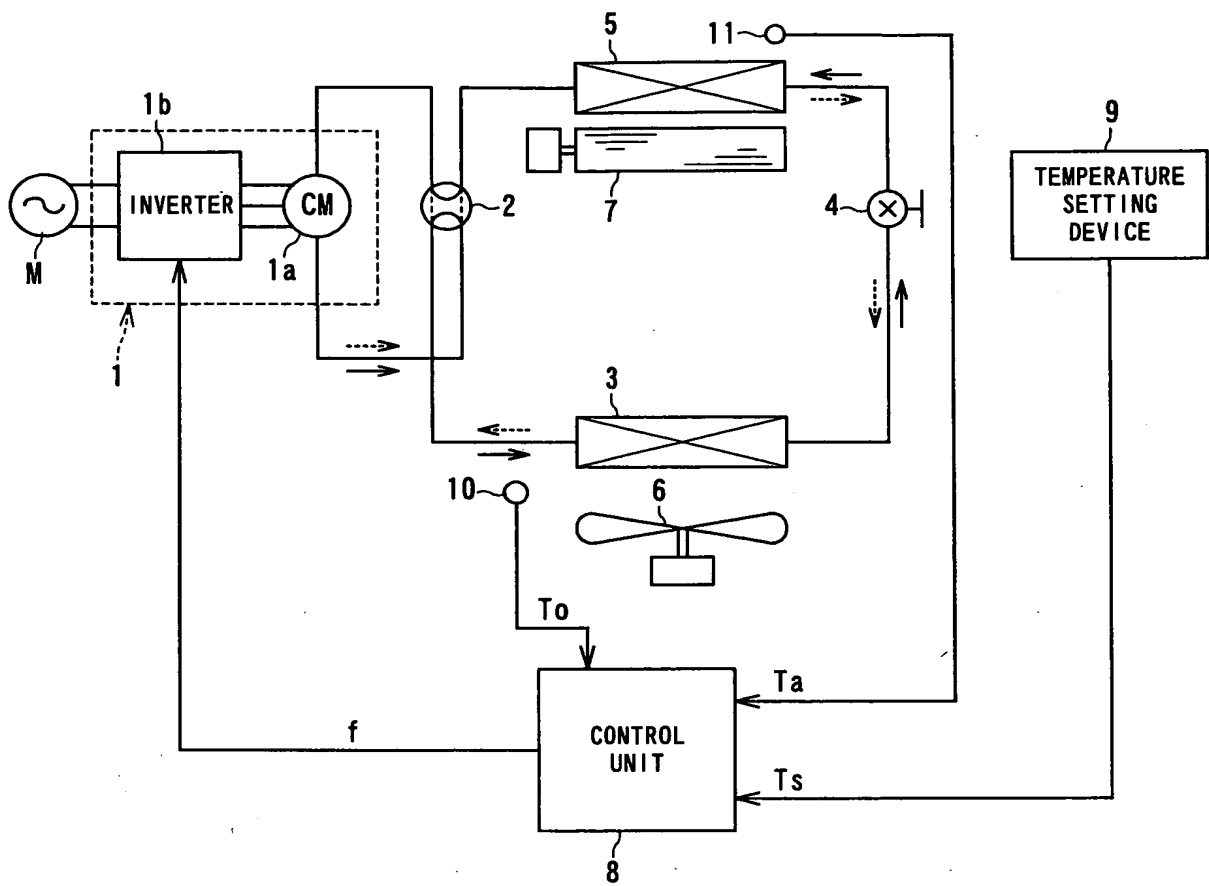 5
11
1b
9
INVERTER
CM
2
7
4
TEMPERATURE
SETTING
DEVICE
M
1a
1
3
10
6
To
Ta
f
CONTROL
UNIT
Ts
8